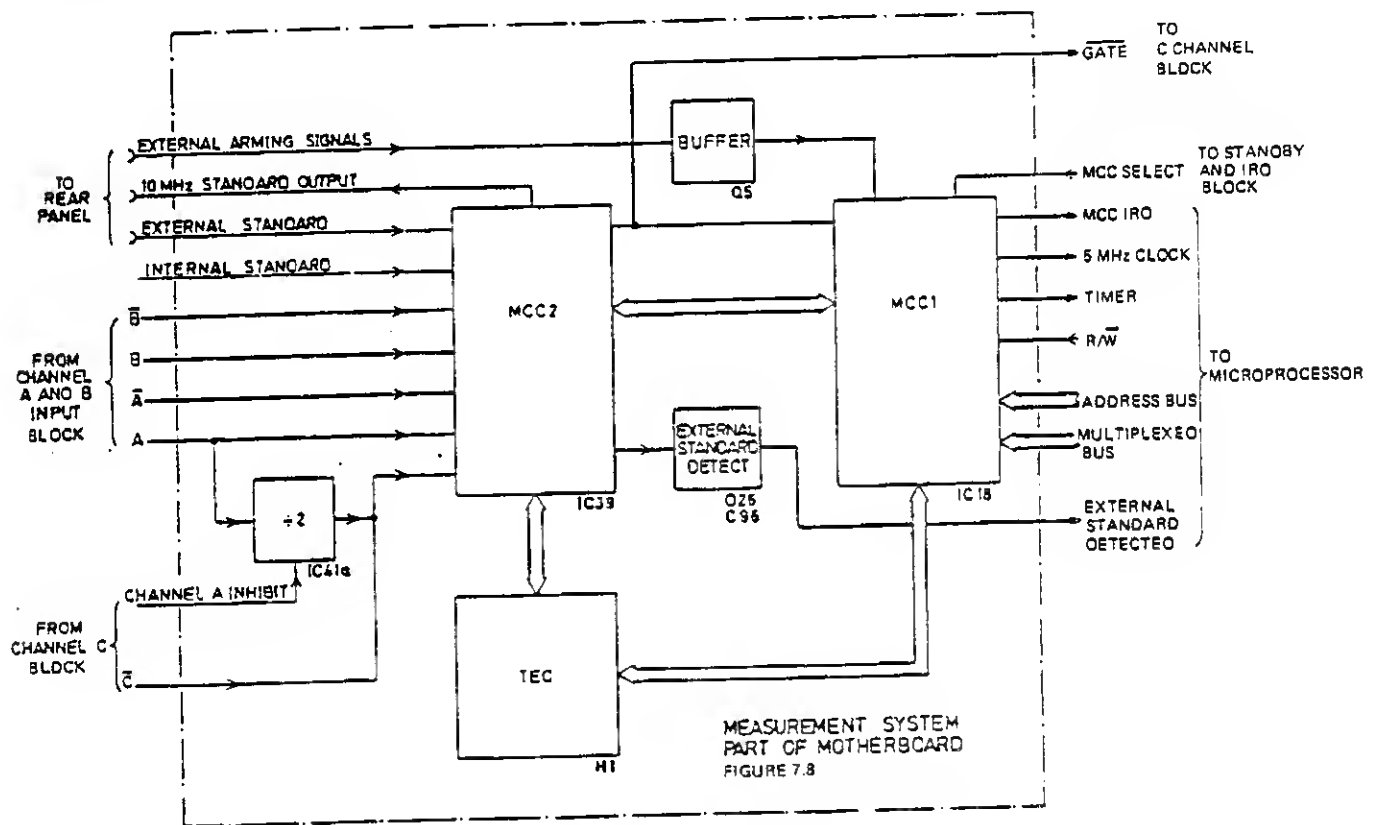 G̅A̅T̅E̅
TO
C CHANNEL
BLOCK
EXTERNAL ARMING SIGNALS
BUFFER
Q5
TO
REAR
PANEL
10 MHz STANDARD OUTPUT
EXTERNAL STANDARD
INTERNAL STANDARD
MCC SELECT
TO STANDBY
AND IRQ
BLOCK
MCC IRQ
5 MHz CLOCK
TIMER
R/W̅
ADDRESS BUS
MULTIPLEXED
BUS
EXTERNAL
STANDARD
DETECTED
TO
MICROPROCESSOR
MCC2
IC39
MCC1
IC18
FROM
CHANNEL
A AND B
INPUT
BLOCK
B̅
B
A̅
A
EXTERNAL
STANDARD
DETECT
Q26
C96
÷2
IC41a
CHANNEL A INHIBIT
FROM
CHANNEL C
BLOCK
C̅
TEC
H1
MEASUREMENT SYSTEM
PART OF MOTHERBOARD
FIGURE 7.8